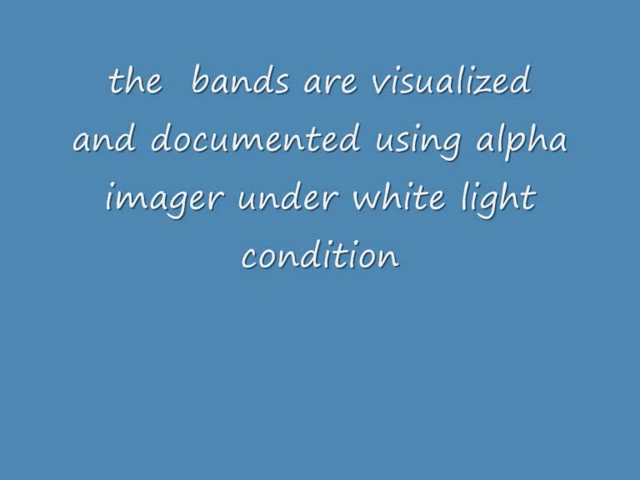 the  bands are visualized
and documented using alpha
imager under white light
condition